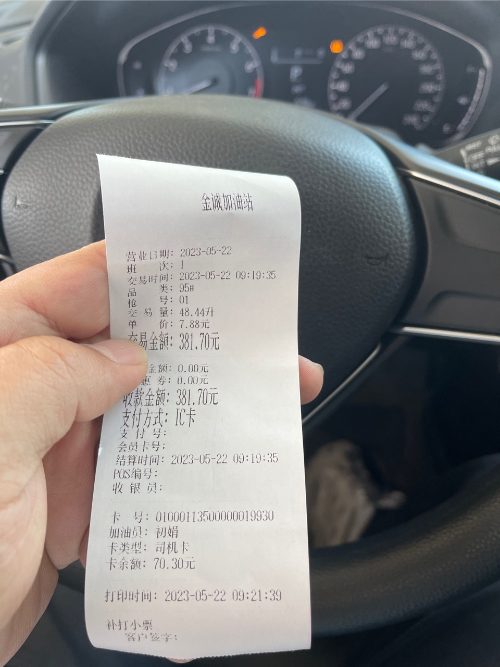 金诚加油站
营业日期: 2023-05-22
班 次: 1
交易时间: 2023-05-22 09:19:35
品 类: 95#
枪 号: 01
交 易 量: 48.44升
单 价: 7.88元
交易金额: 381.70元
金额: 0.00元
惠 券: 0.00元
收款金额: 381.70元
支付方式: IC卡
支 付 号:
会员卡号:
结算时间: 2023-05-22 09:19:35
POS编号:
收 银 员:
卡 号: 01000113500000019930
加油员: 初娟
卡类型: 司机卡
卡余额: 70.30元
打印时间: 2023-05-22 09:21:39
补打小票